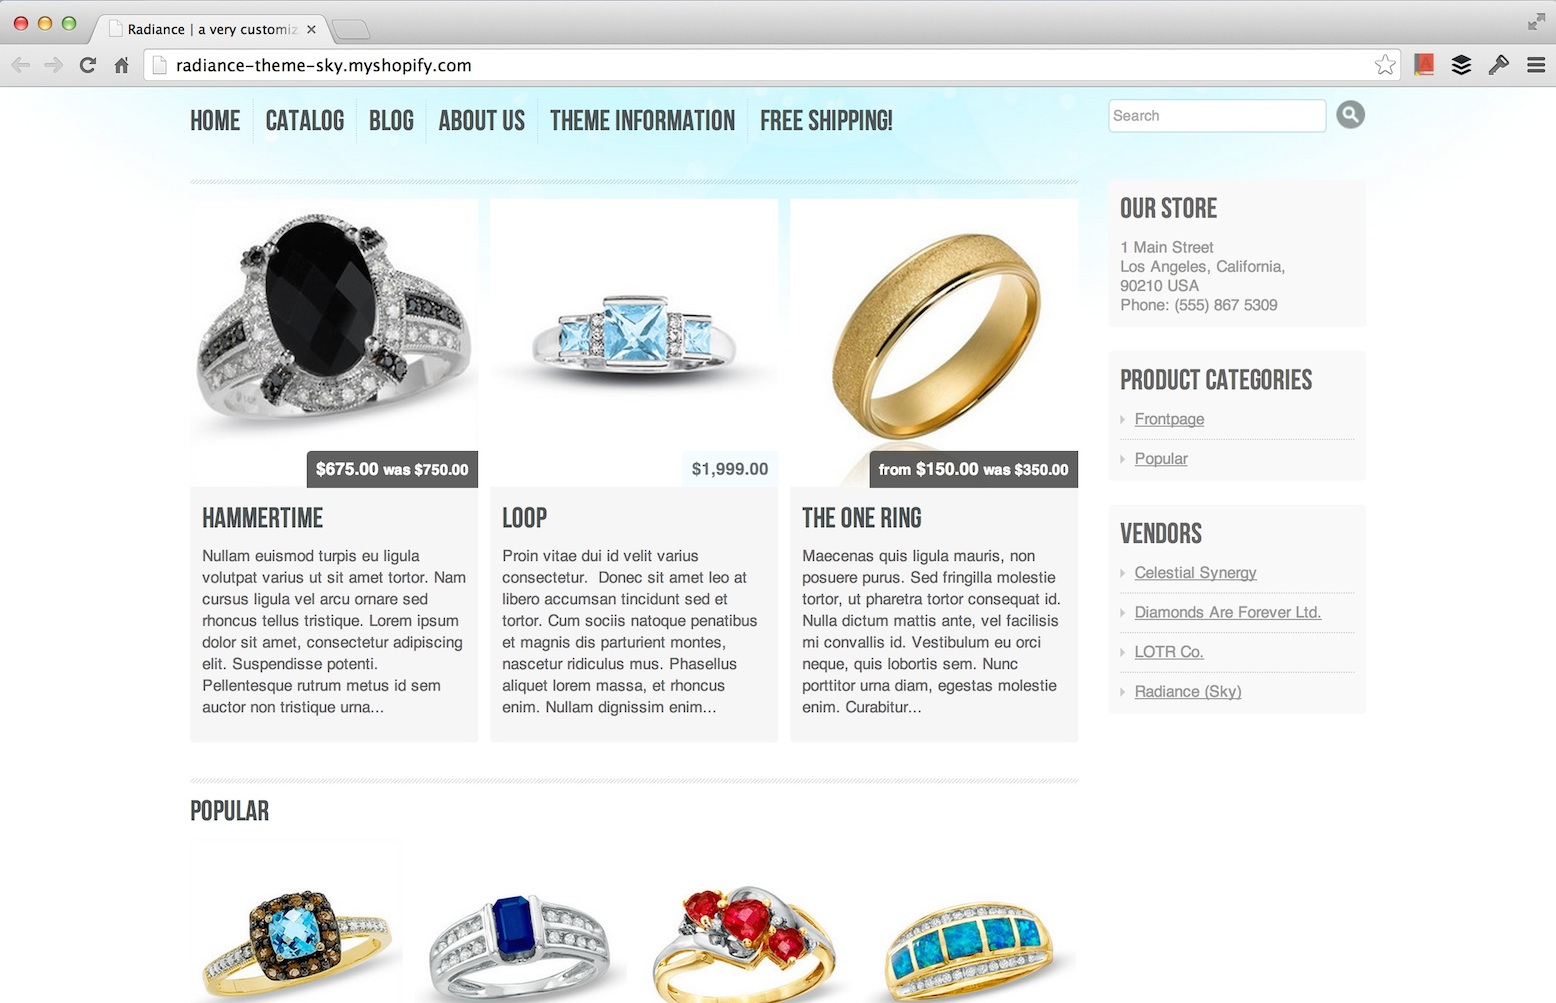 Radiance | a very customiz
radiance-theme-sky.myshopify.com
HOME CATALOG BLOG ABOUT US THEME INFORMATION FREE SHIPPING!
Search
$675.00 was $750.00
HAMMERTIME
Nullam euismod turpis eu ligula
volutpat varius ut sit amet tortor. Nam
cursus ligula vel arcu ornare sed
rhoncus tellus tristique. Lorem ipsum
dolor sit amet, consectetur adipiscing
elit. Suspendisse potenti.
Pellentesque rutrum metus id sem
auctor non tristique urna...
$1,999.00
LOOP
Proin vitae dui id velit varius
consectetur.  Donec sit amet leo at
libero accumsan tincidunt sed et
tortor. Cum sociis natoque penatibus
et magnis dis parturient montes,
nascetur ridiculus mus. Phasellus
aliquet lorem massa, et rhoncus
enim. Nullam dignissim enim...
from $150.00 was $350.00
THE ONE RING
Maecenas quis ligula mauris, non
posuere purus. Sed fringilla molestie
tortor, ut pharetra tortor consequat id.
Nulla dictum mattis ante, vel facilisis
mi convallis id. Vestibulum eu orci
neque, quis lobortis sem. Nunc
porttitor urna diam, egestas molestie
enim. Curabitur...
OUR STORE
1 Main Street
Los Angeles, California,
90210 USA
Phone: (555) 867 5309
PRODUCT CATEGORIES
Frontpage
Popular
VENDORS
Celestial Synergy
Diamonds Are Forever Ltd.
LOTR Co.
Radiance (Sky)
POPULAR